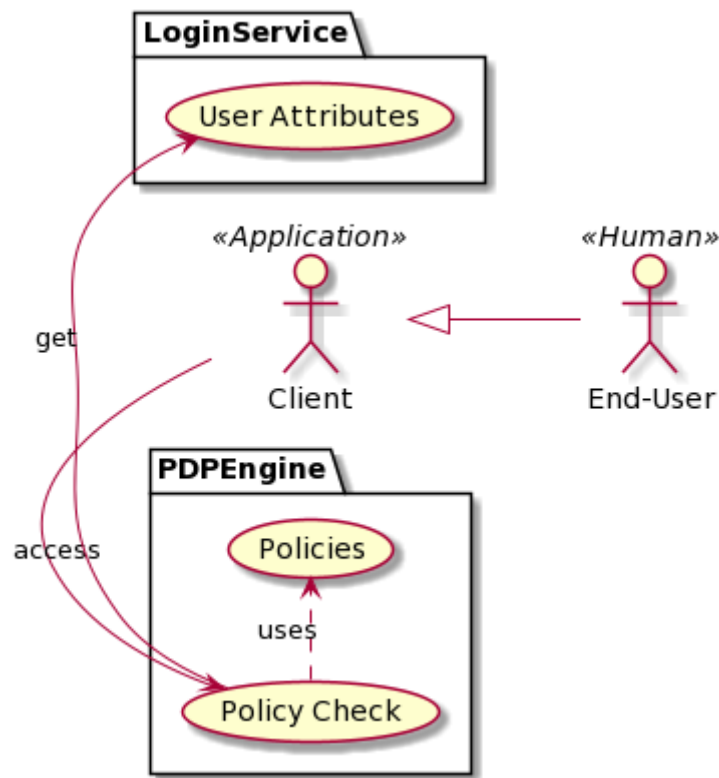 LoginService
User Attributes
«Application»
«Human»
get
Client
End-User
PDPEngine
access
Policies
uses
Policy Check